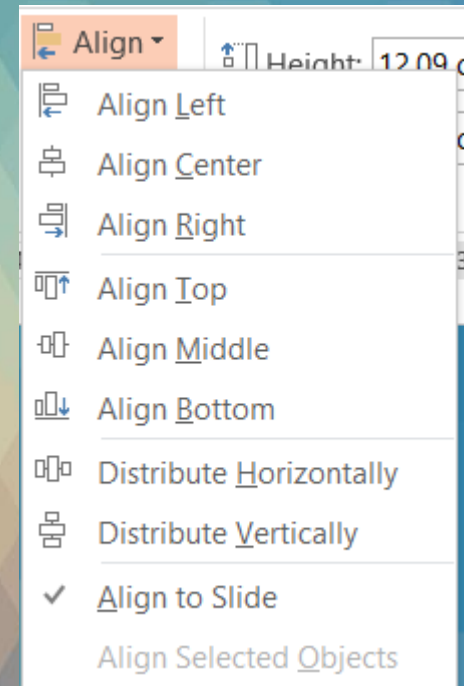 Align
Height: 12.09
Align Left
Align Center
Align Right
Align Top
Align Middle
Align Bottom
Distribute Horizontally
Distribute Vertically
Align to Slide
Align Selected Objects